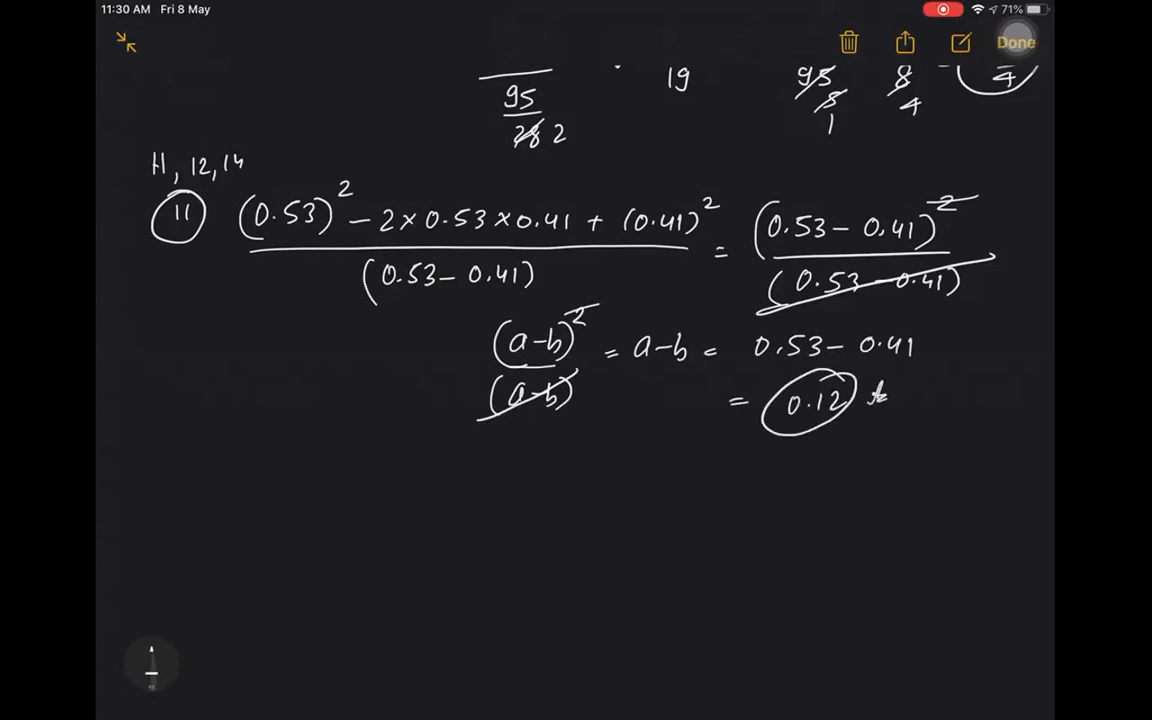 11:30 AM Fri 8 May 71%
Done
19 95 8 4
95 8 4
28 2 1
H, 12, 14
11 (0.53)² - 2×0.53×0.41 + (0.41)² = (0.53 - 0.41)²
(0.53 - 0.41) (0.53 - 0.41)
(a-b)² = a-b = 0.53 - 0.41
(a-b) = 0.12